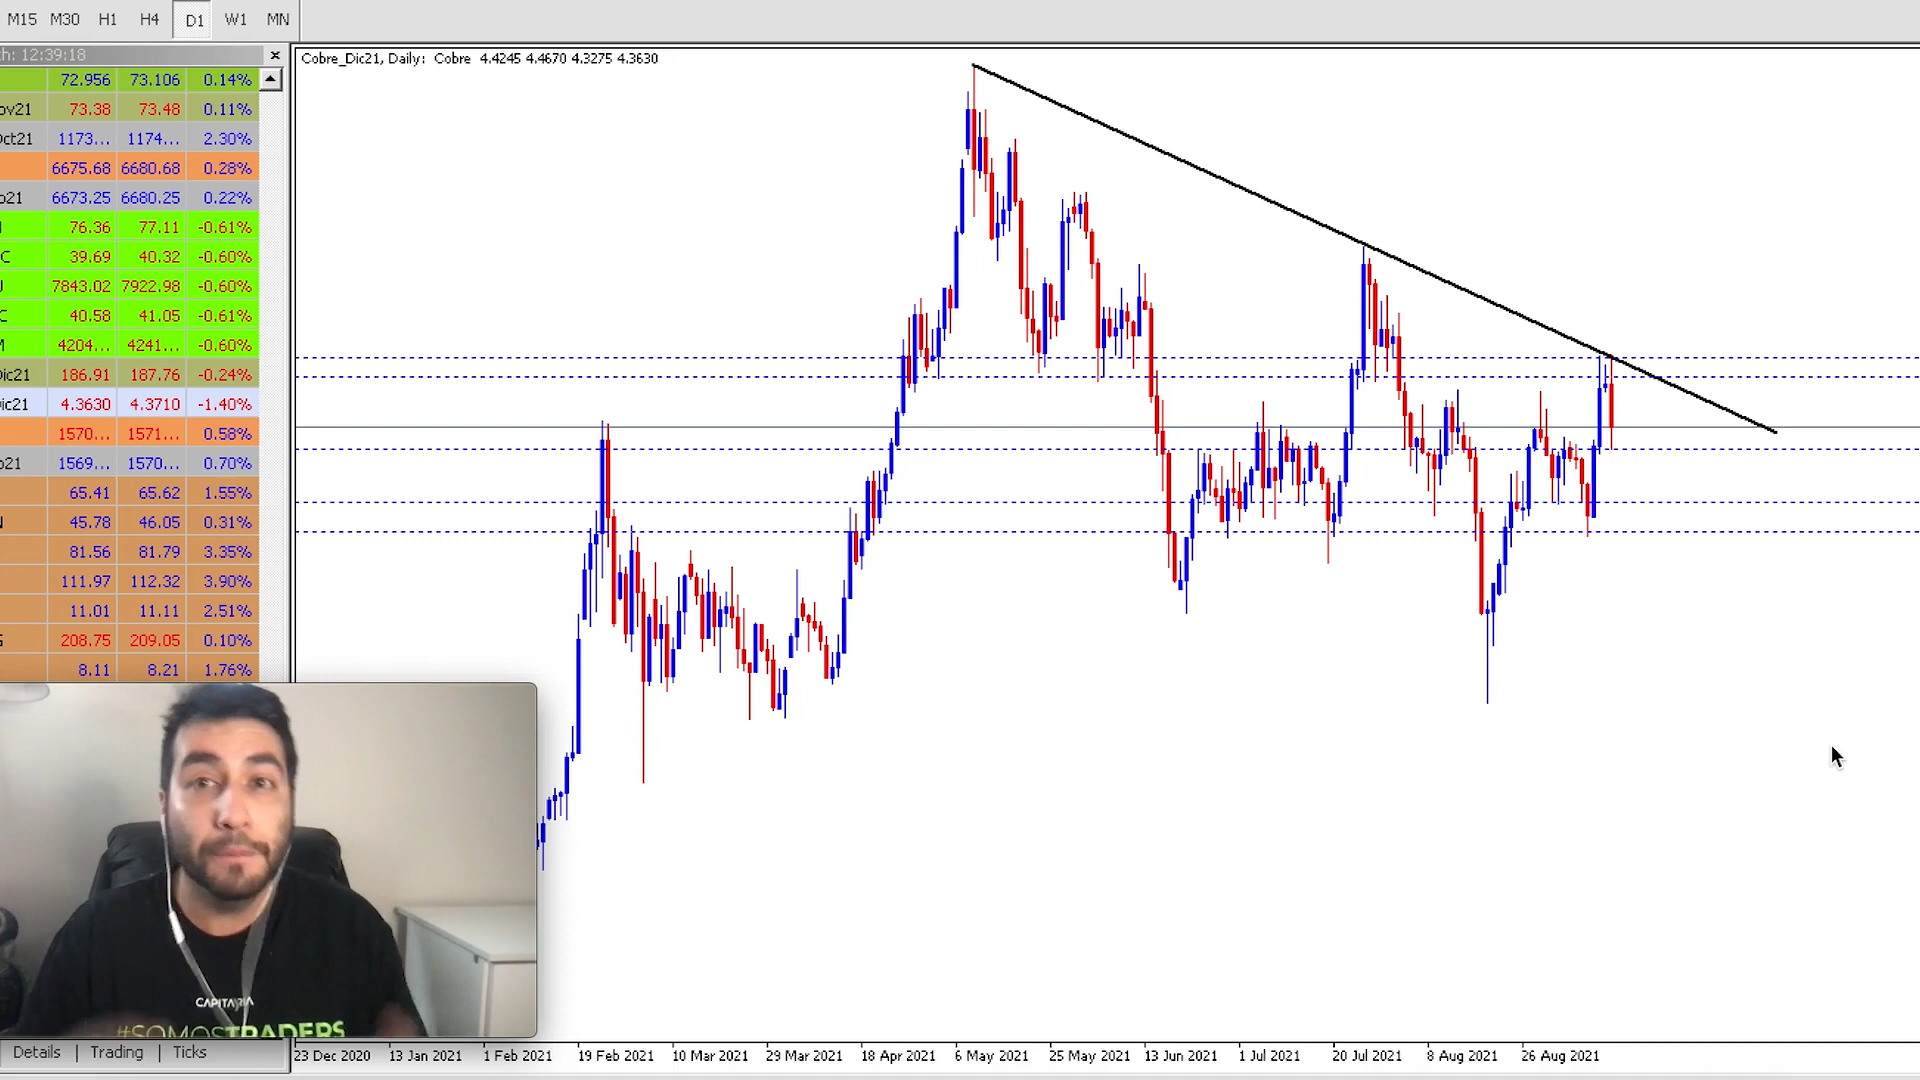 M15 M30 H1 H4 D1 W1 MN
th: 12:39:18
Cobre_Dic21, Daily: Cobre 4.4245 4.4670 4.3275 4.3630
72.956 73.106 0.14%
ov21 73.38 73.48 0.11%
Oct21 1173... 1174... 2.30%
6675.68 6680.68 0.28%
p21 6673.25 6680.25 0.22%
76.36 77.11 -0.61%
C 39.69 40.32 -0.60%
J 7843.02 7922.98 -0.60%
C 40.58 41.05 -0.61%
M 4204... 4241... -0.60%
Dic21 186.91 187.76 -0.24%
Dic21 4.3630 4.3710 -1.40%
1570... 1571... 0.58%
p21 1569... 1570... 0.70%
65.41 65.62 1.55%
N 45.78 46.05 0.31%
81.56 81.79 3.35%
111.97 112.32 3.90%
11.01 11.11 2.51%
G 208.75 209.05 0.10%
8.11 8.21 1.76%
CAPITARIA
#SOMOSTRADERS
Details | Trading | Ticks
23 Dec 2020 13 Jan 2021 1 Feb 2021 19 Feb 2021 10 Mar 2021 29 Mar 2021 18 Apr 2021 6 May 2021 25 May 2021 13 Jun 2021 1 Jul 2021 20 Jul 2021 8 Aug 2021 26 Aug 2021